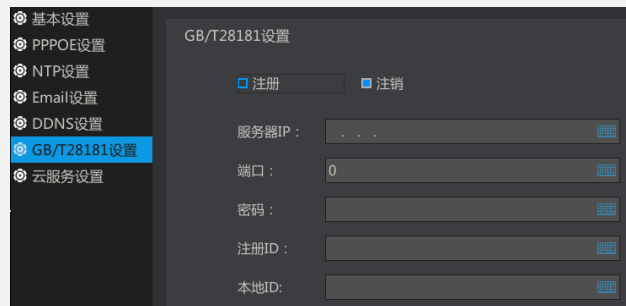 基本设置
PPPOE设置
NTP设置
Email设置
DDNS设置
GB/T28181设置
云服务设置
GB/T28181设置
注册 注销
服务器IP： . . .
端口： 0
密码：
注册ID：
本地ID: